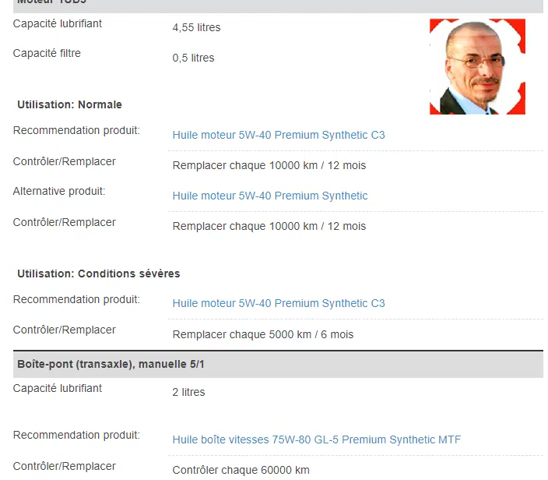 Moteur TUD5
Capacité lubrifiant 4,55 litres
Capacité filtre 0,5 litres
Utilisation: Normale
Recommendation produit: Huile moteur 5W-40 Premium Synthetic C3
Contrôler/Remplacer Remplacer chaque 10000 km / 12 mois
Alternative produit: Huile moteur 5W-40 Premium Synthetic
Contrôler/Remplacer Remplacer chaque 10000 km / 12 mois
Utilisation: Conditions sévères
Recommendation produit: Huile moteur 5W-40 Premium Synthetic C3
Contrôler/Remplacer Remplacer chaque 5000 km / 6 mois
Boîte-pont (transaxle), manuelle 5/1
Capacité lubrifiant 2 litres
Recommendation produit: Huile boîte vitesses 75W-80 GL-5 Premium Synthetic MTF
Contrôler/Remplacer Contrôler chaque 60000 km